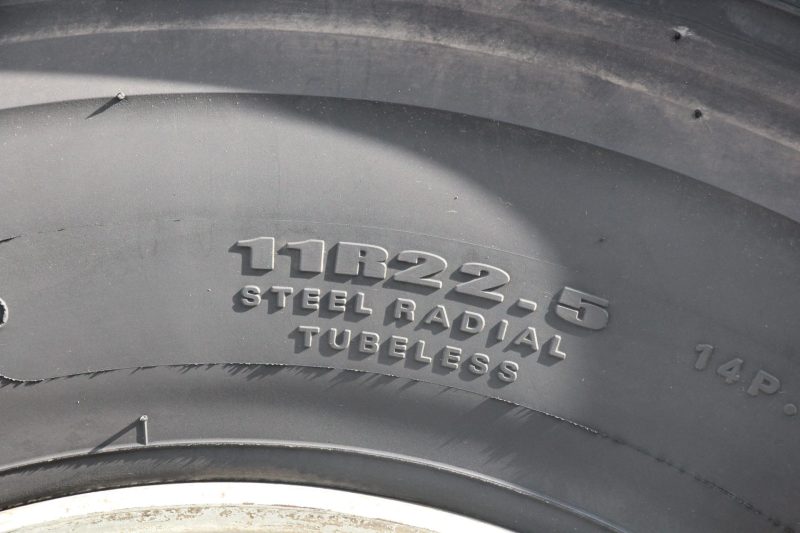 11R22.5
STEEL RADIAL
TUBELESS
14P.